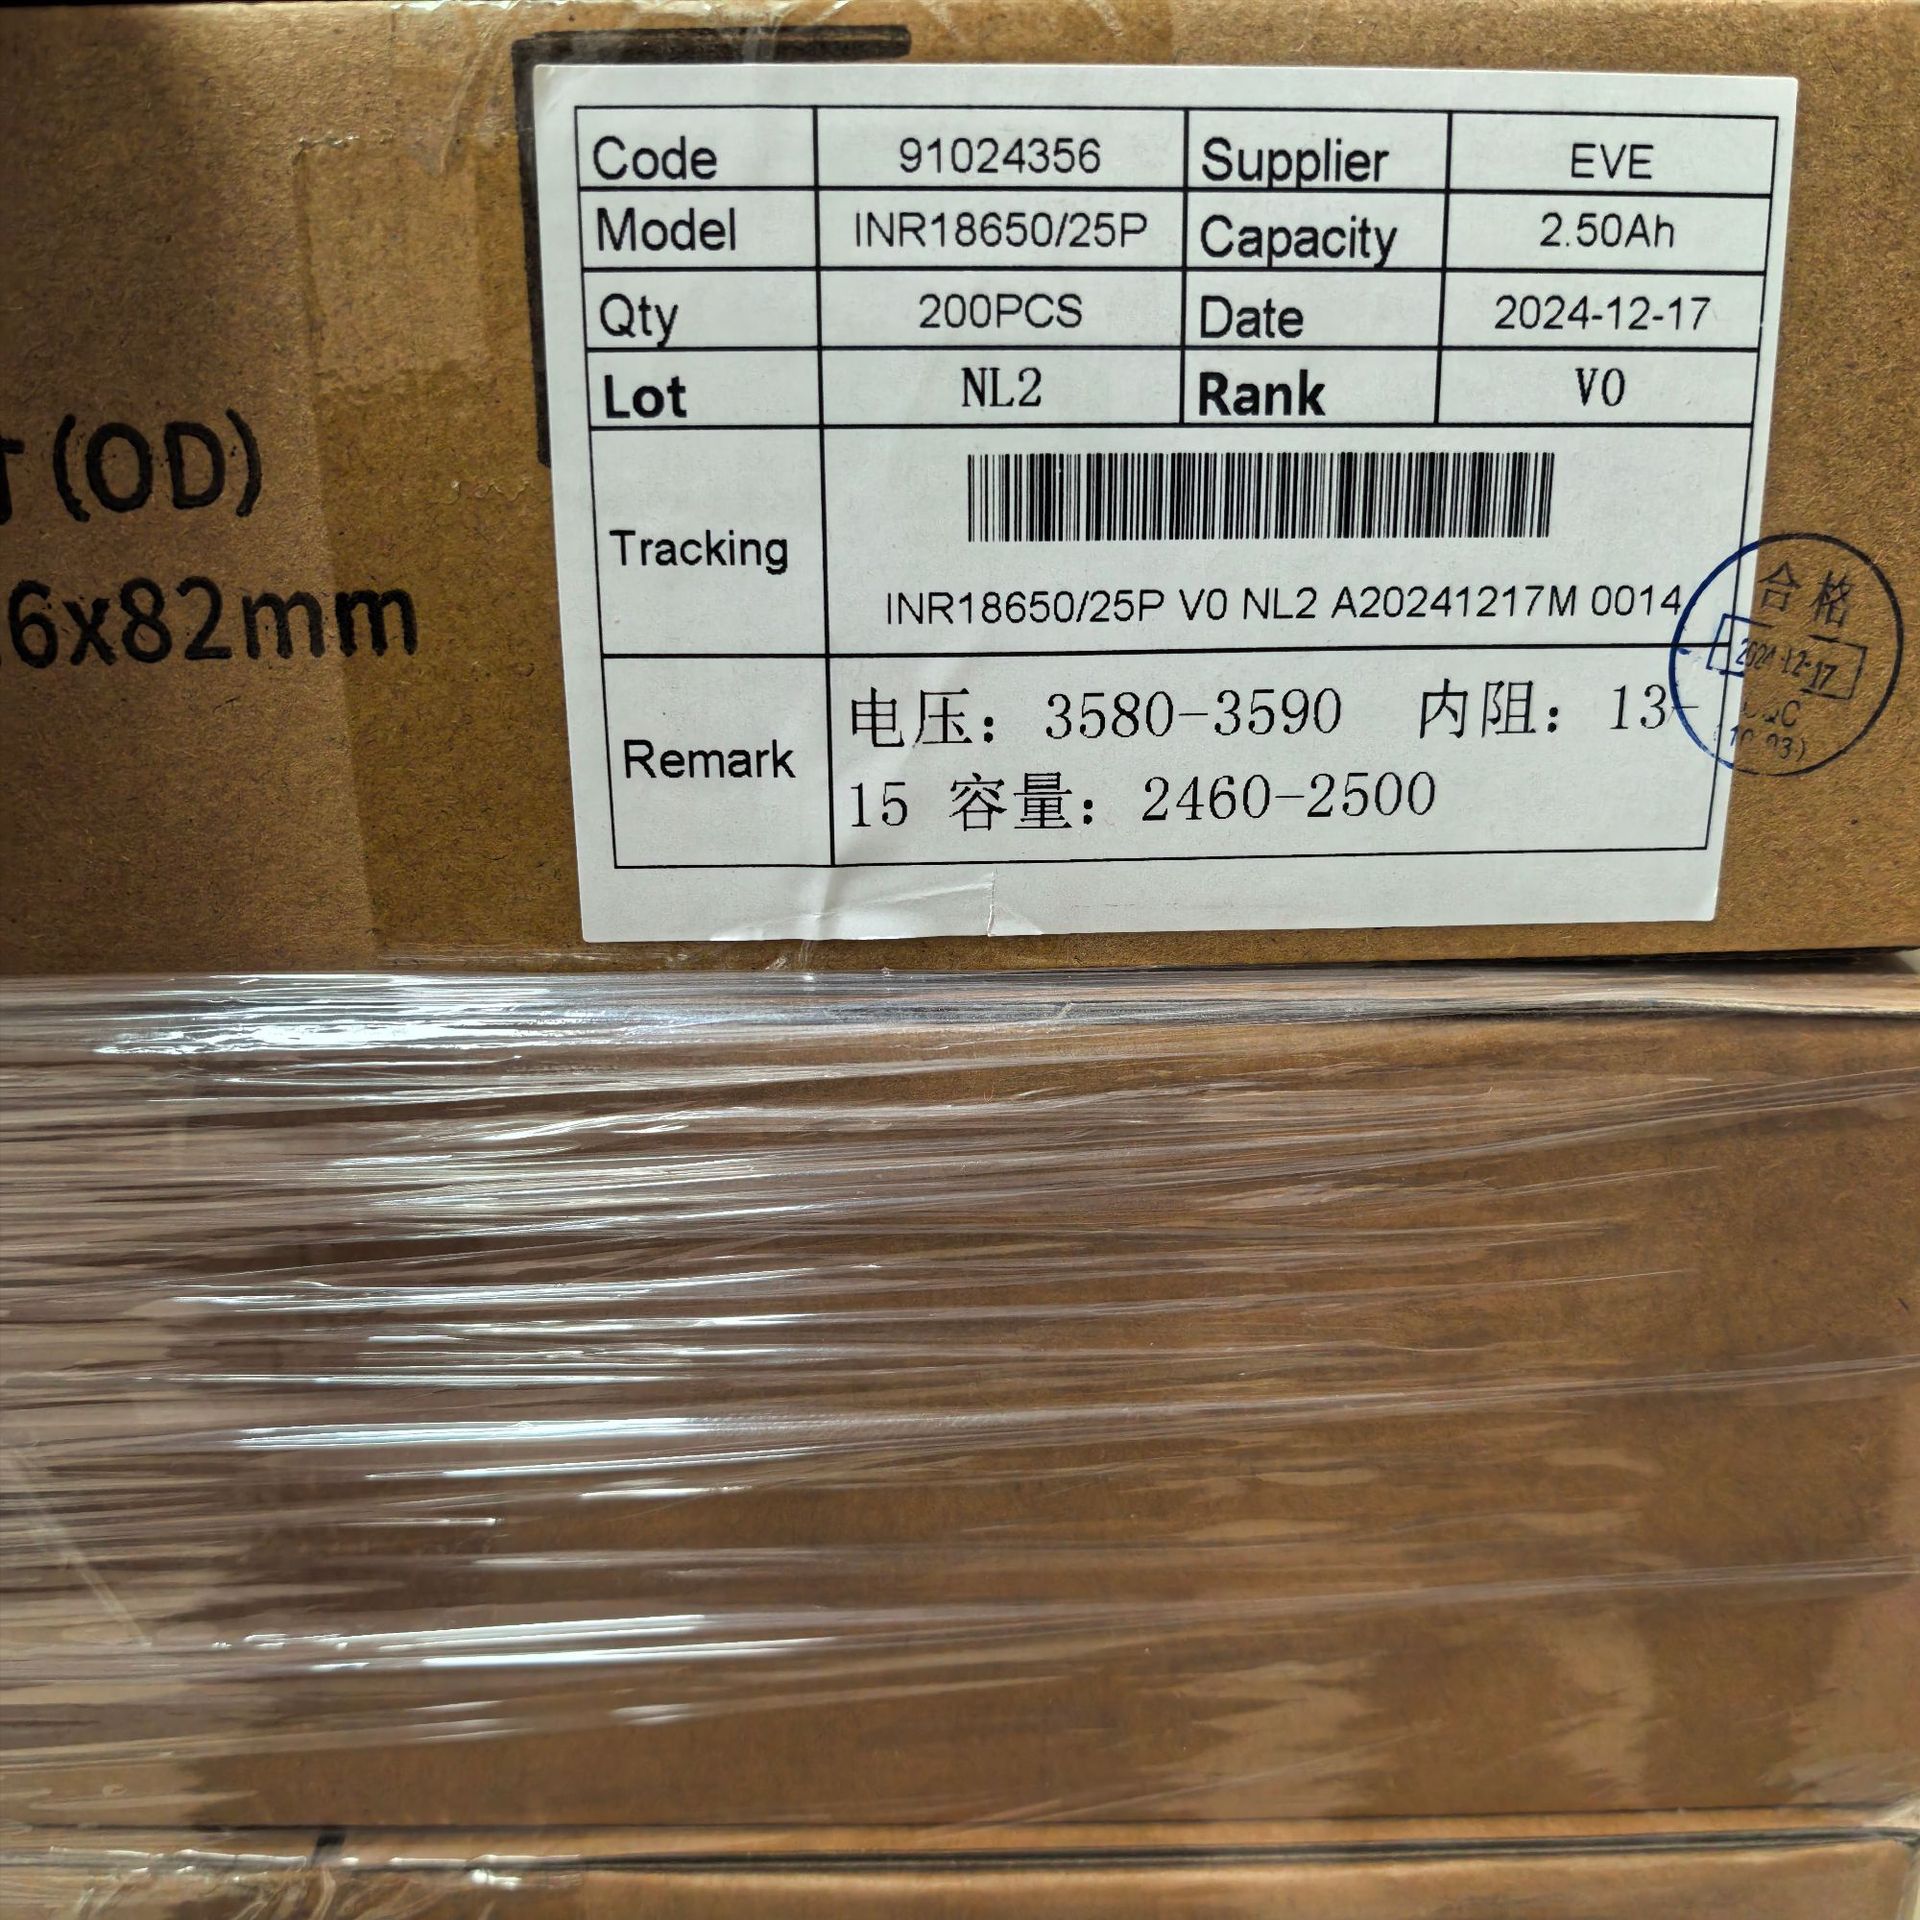 Code 91024356 Supplier EVE
Model INR18650/25P Capacity 2.50Ah
Qty 200PCS Date 2024-12-17
Lot NL2 Rank V0
Tracking
INR18650/25P V0 NL2 A20241217M 0014
Remark
电压：3580-3590 内阻：13-
15 容量：2460-2500
合格
2024-12-17
(OD)
6x82mm